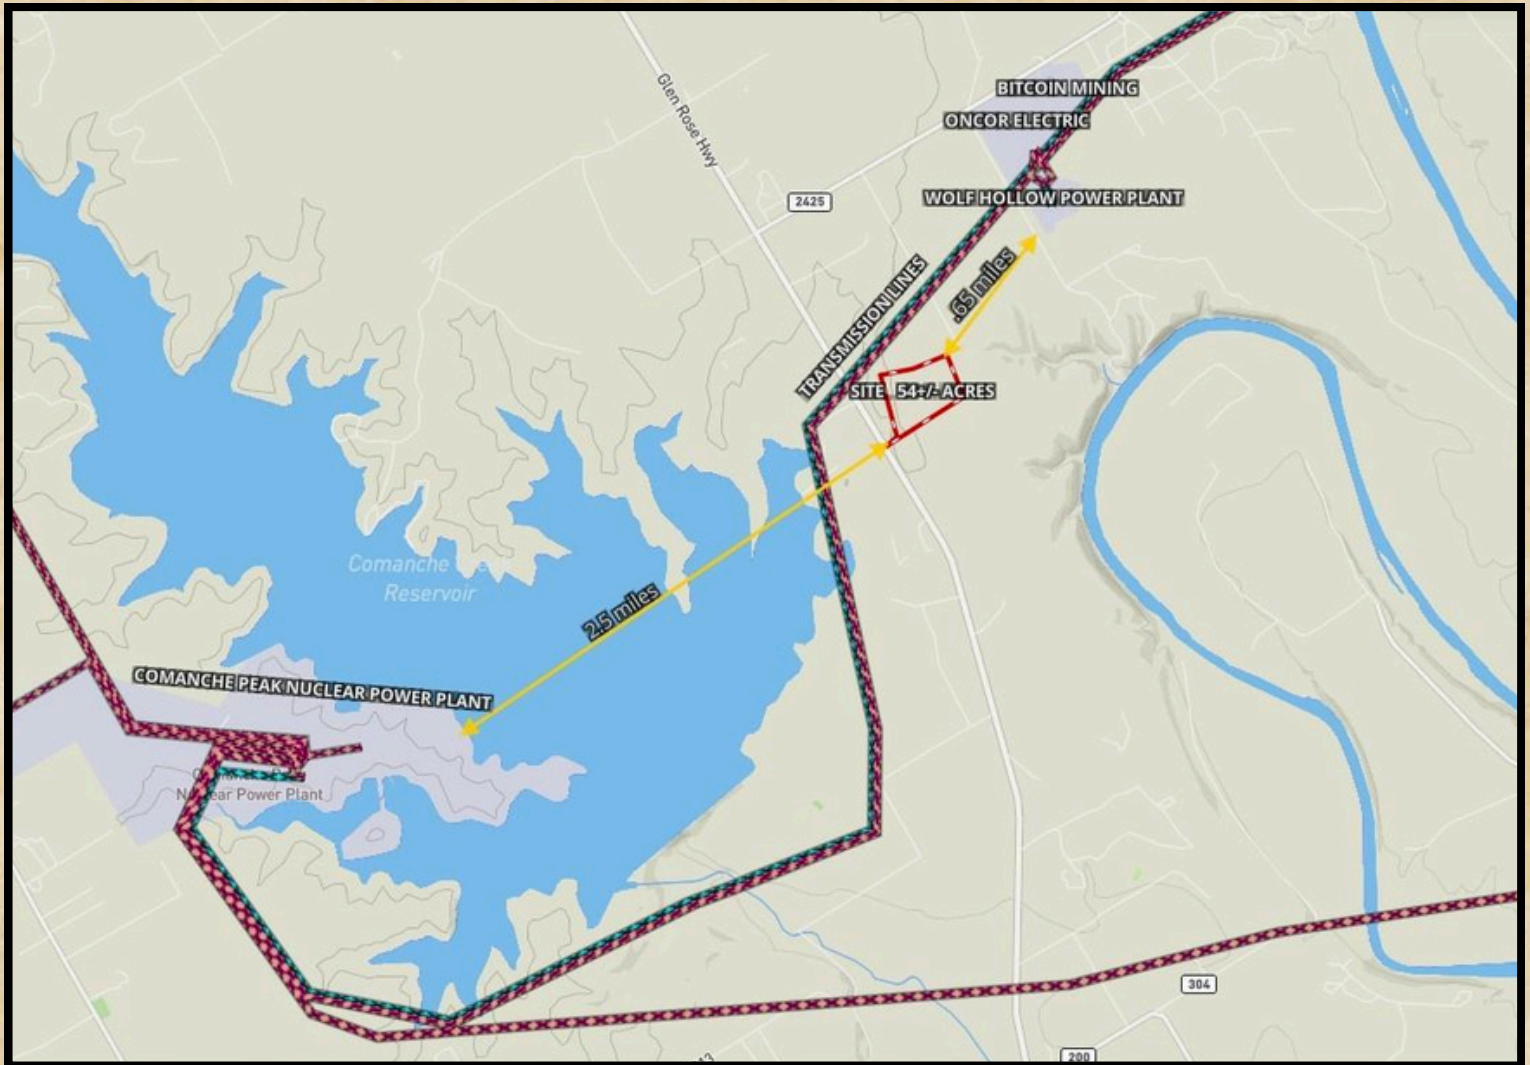 Glen Rose Hwy
BITCOIN MINING
ONCOR ELECTRIC
WOLF HOLLOW POWER PLANT
2425
.65 miles
TRANSMISSION LINES
SITE 54+/- ACRES
Comanche
Reservoir
2.5 miles
COMANCHE PEAK NUCLEAR POWER PLANT
Power Plant
304
200